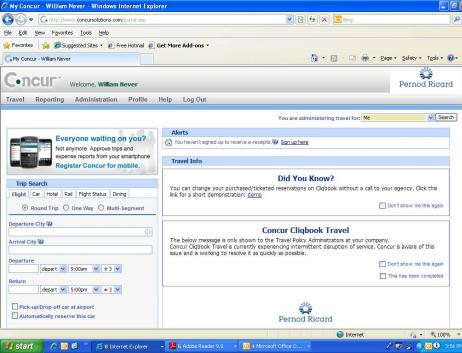 My Concur - William Never - Windows Internet Explorer
http://www.concursolutions.com/portal.asp
Bing
File Edit View Favorites Tools Help
Favorites Suggested Sites Free Hotmail Get More Add-ons
My Concur - William Never
Page Safety Tools
Concur Welcome, William Never
Pernod Ricard
Travel Reporting Administration Profile Help Log Out
You are administering travel for: Me Search
Everyone waiting on you?
Not anymore. Approve trips and
expense reports from your smartphone.
Register Concur for mobile.
Trip Search
Flight Car Hotel Rail Flight Status Dining
Round Trip One Way Multi-Segment
Departure City
Arrival City
Departure
depart 9:00am ± 3
Return
depart 5:00pm ± 3
Pick-up/Drop-off car at airport
Automatically reserve this car
Alerts
You haven't signed up to receive e-receipts. Sign up here
Travel Info
Did You Know?
You can change your purchased/ticketed reservations on Cliqbook without a call to your agency. Click this
link for a short demonstration: demo
Don't show me this again
Concur Cliqbook Travel
The below message is only shown to the Travel Policy Administrators at your company.
Concur Cliqbook Travel is currently experiencing intermittent disruption of service. Concur is aware of this
issue and is working to resolve it as quickly as possible.
Don't show me this again
This has been completed
Pernod Ricard
Internet 100%
start 8 Internet Explorer 6 Adobe Reader 9.0 4 Microsoft Office O... 3:56 PM